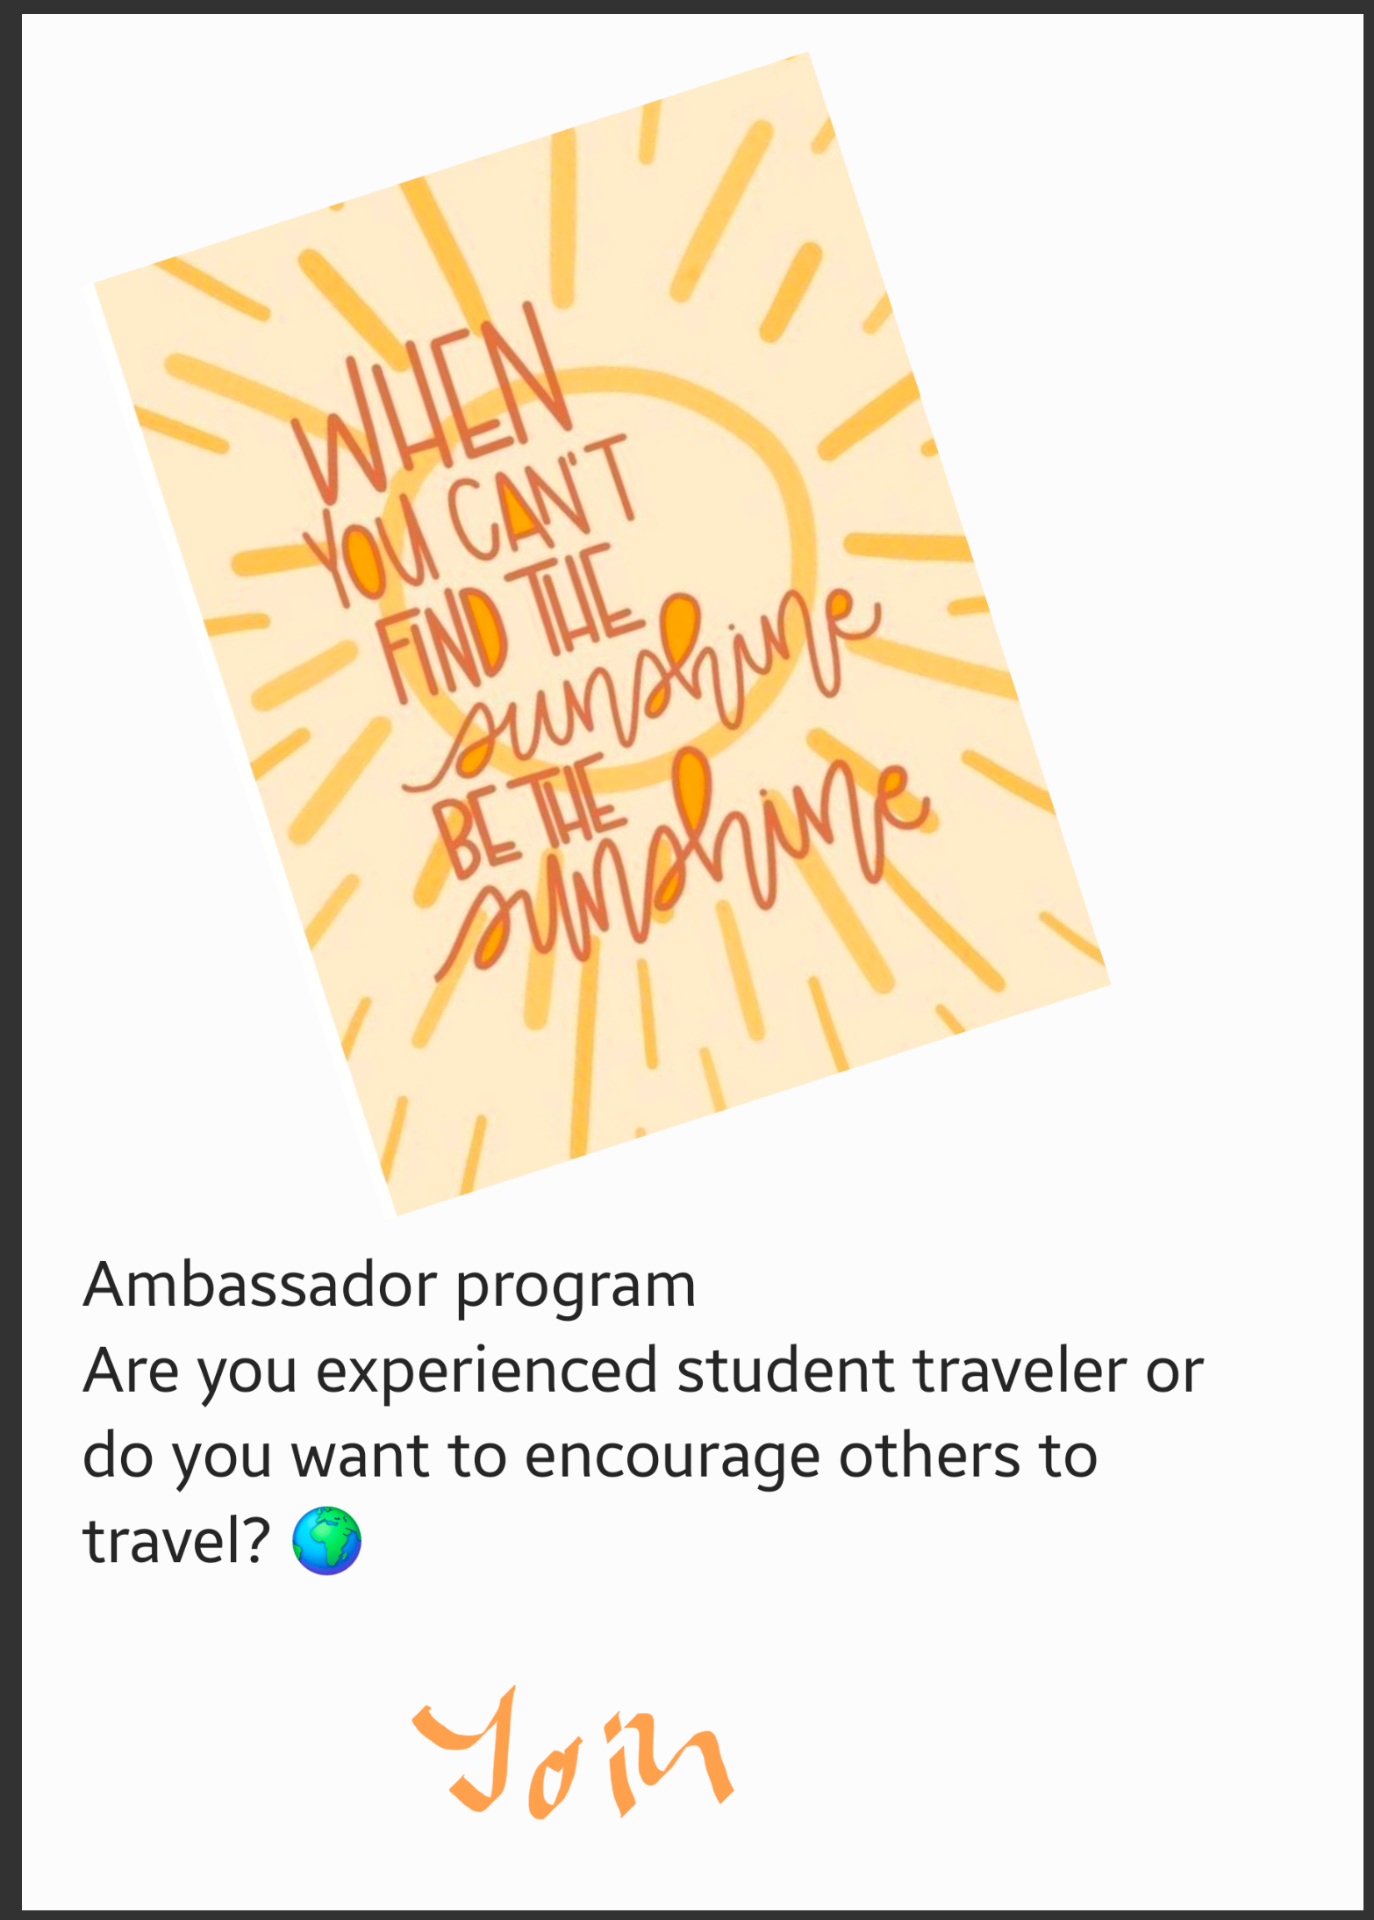 WHEN
YOU CAN'T
FIND THE
sunshine
BE THE
sunshine
Ambassador program
Are you experienced student traveler or
do you want to encourage others to
travel? 🌍
Join